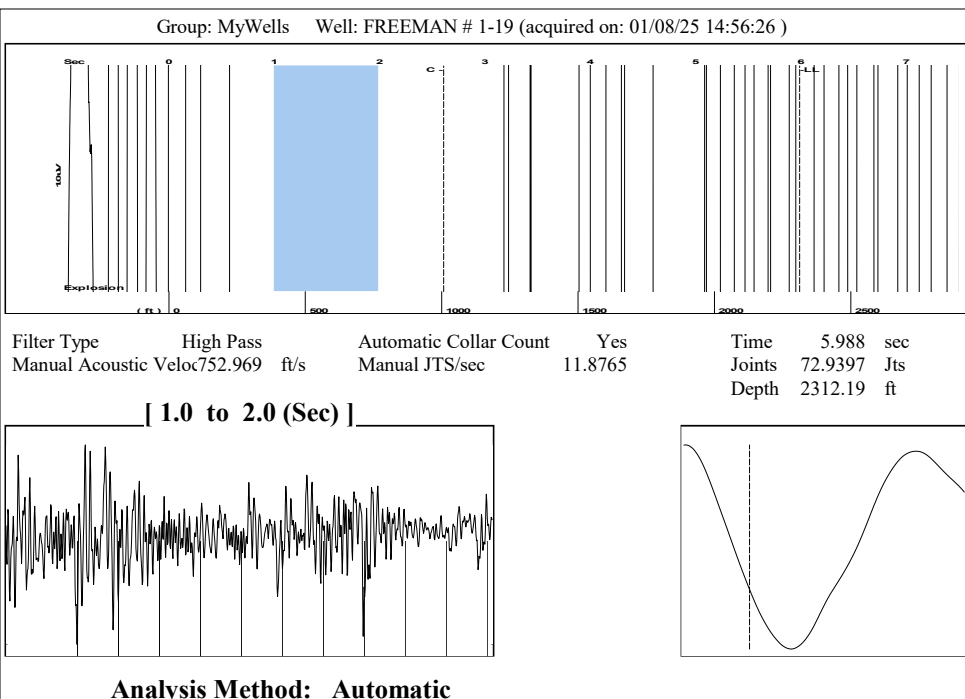 Group: MyWells Well: FREEMAN # 1-19 (acquired on: 01/08/25 14:56:26 )
Sec 0 1 2 3 4 5 6 7
C LL
10uV
Explosion
( ft ) 0 500 1000 1500 2000 2500
Filter Type High Pass Automatic Collar Count Yes Time 5.988 sec
Manual Acoustic Veloc752.969 ft/s Manual JTS/sec 11.8765 Joints 72.9397 Jts
Depth 2312.19 ft
[ 1.0 to 2.0 (Sec) ]
Analysis Method: Automatic